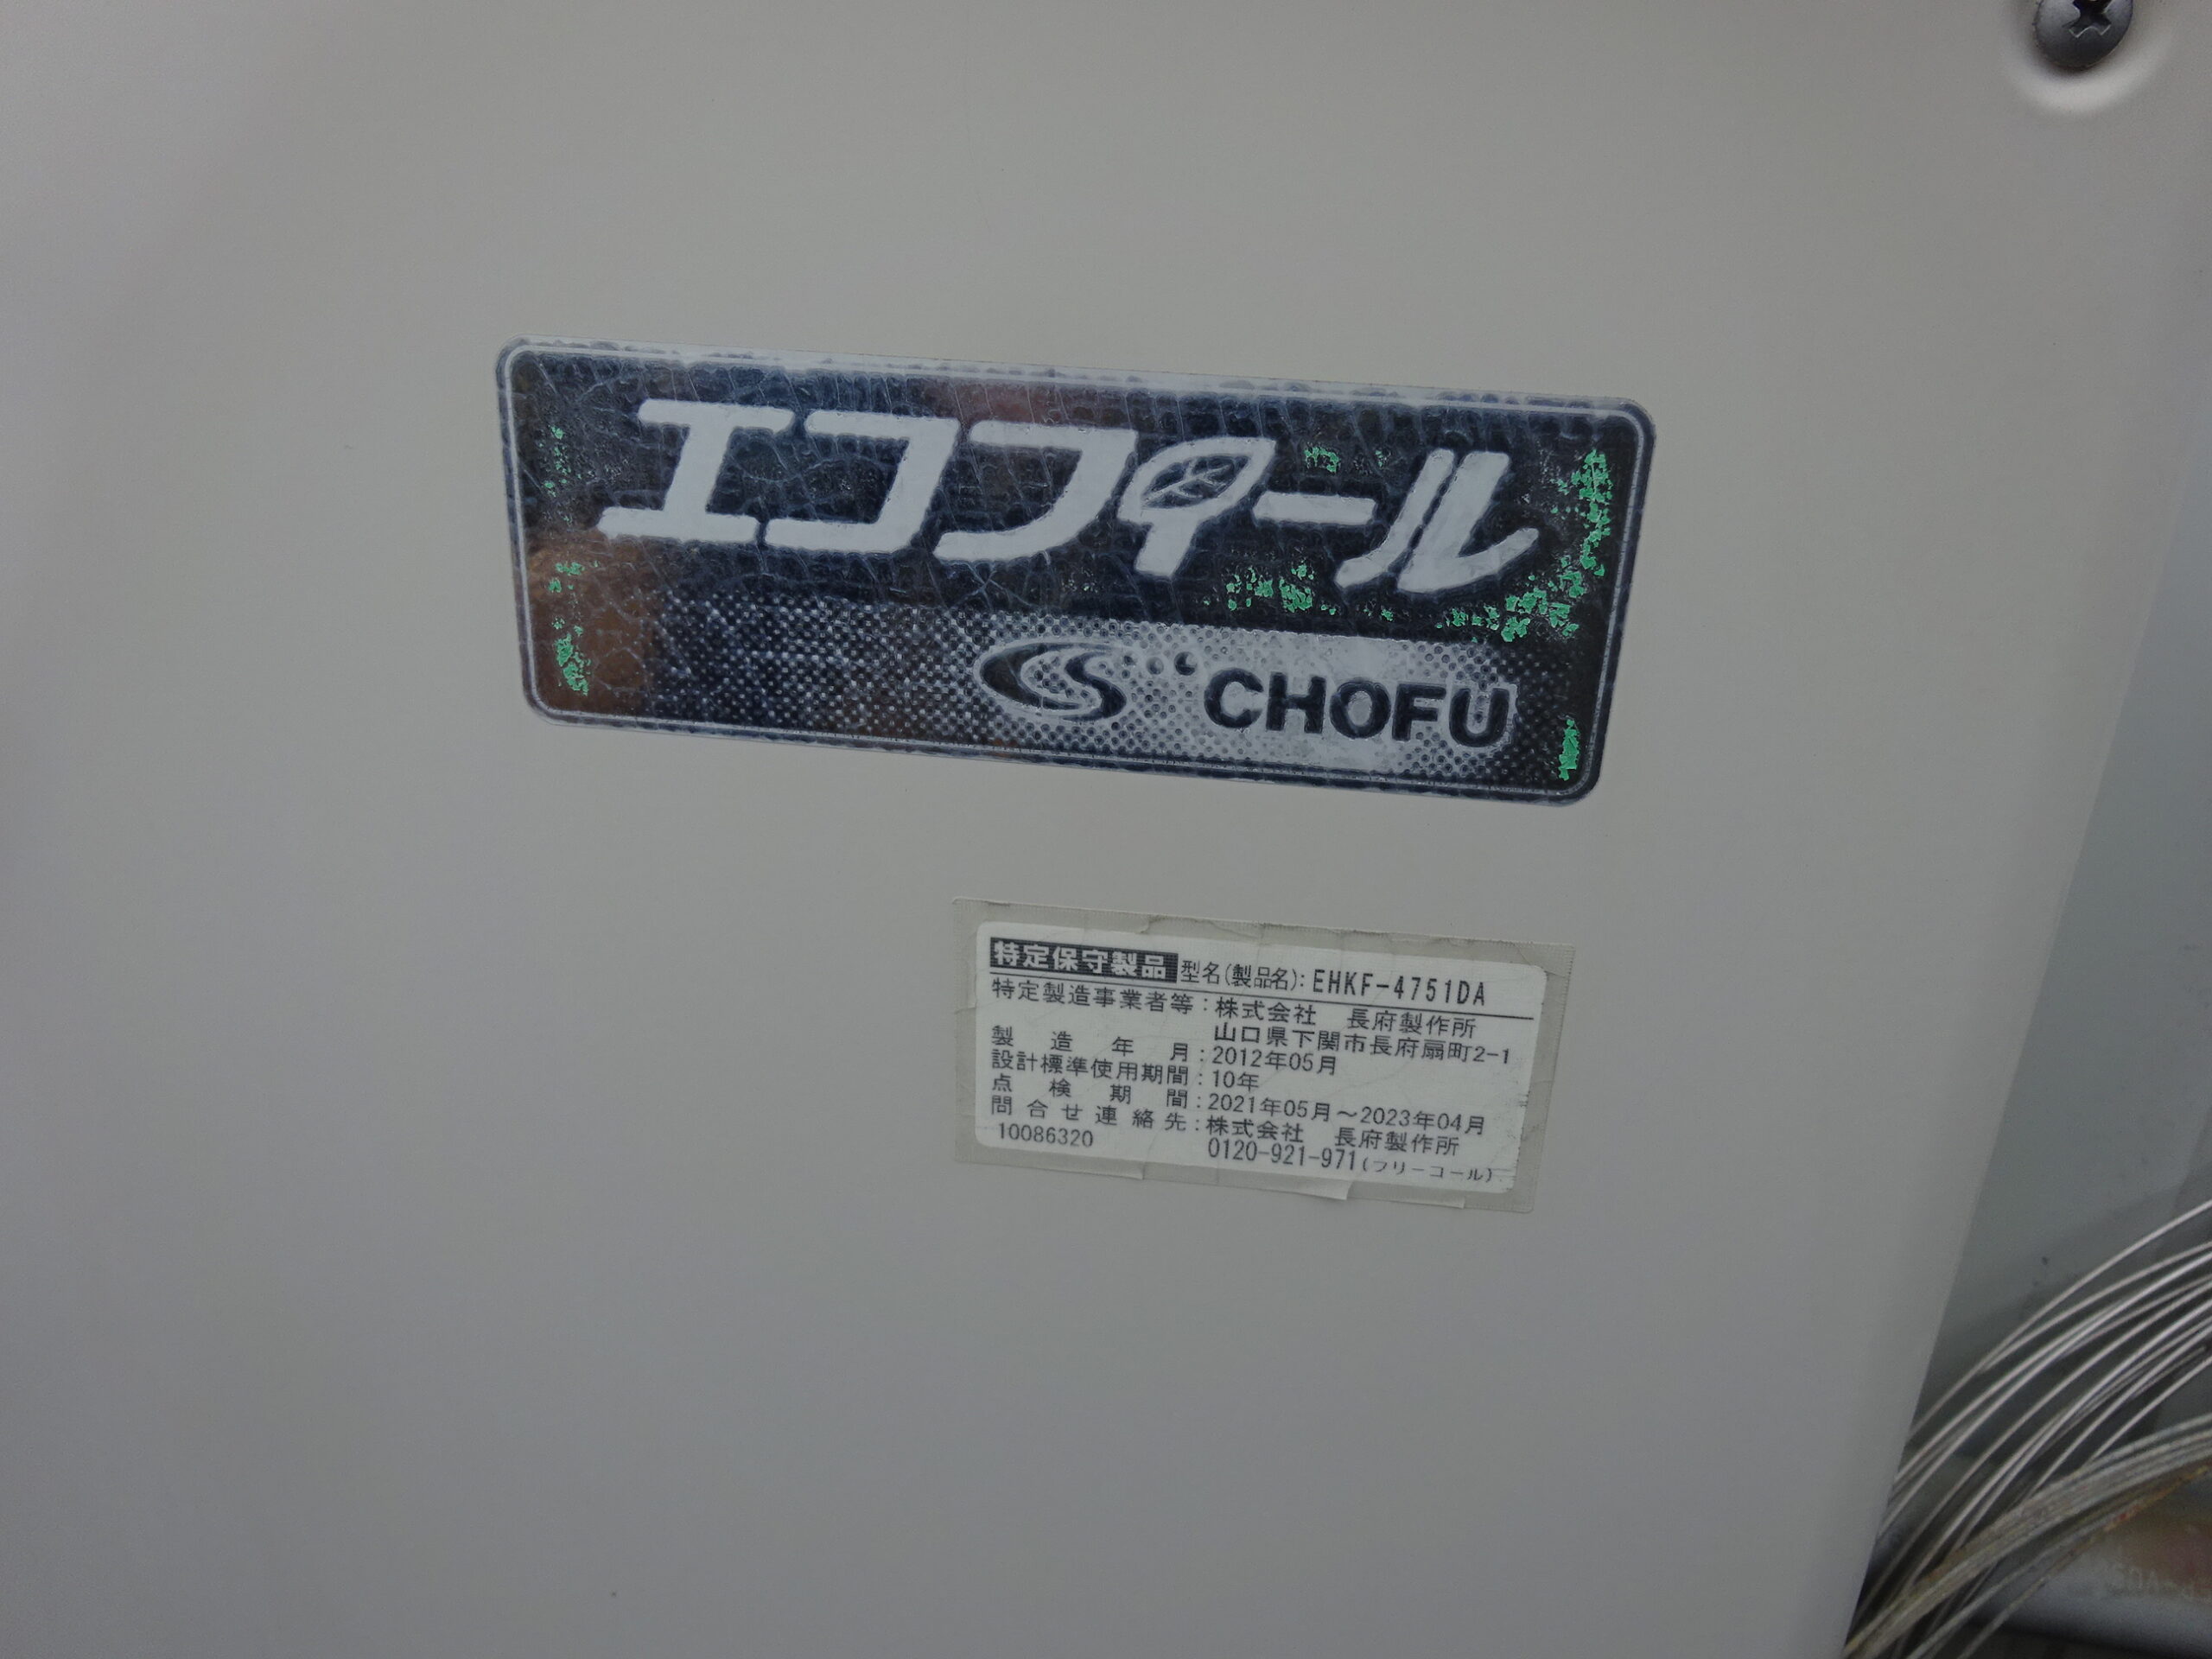 エコフィール
CHOFU
特定保守製品 型名(製品名): EHKF-4751DA
特定製造事業者等:株式会社 長府製作所
山口県下関市長府扇町2-1
製造年月:2012年05月
設計標準使用期間:10年
点検期間:2021年05月～2023年04月
問合せ連絡先:株式会社 長府製作所
10086320 0120-921-971(フリーコール)